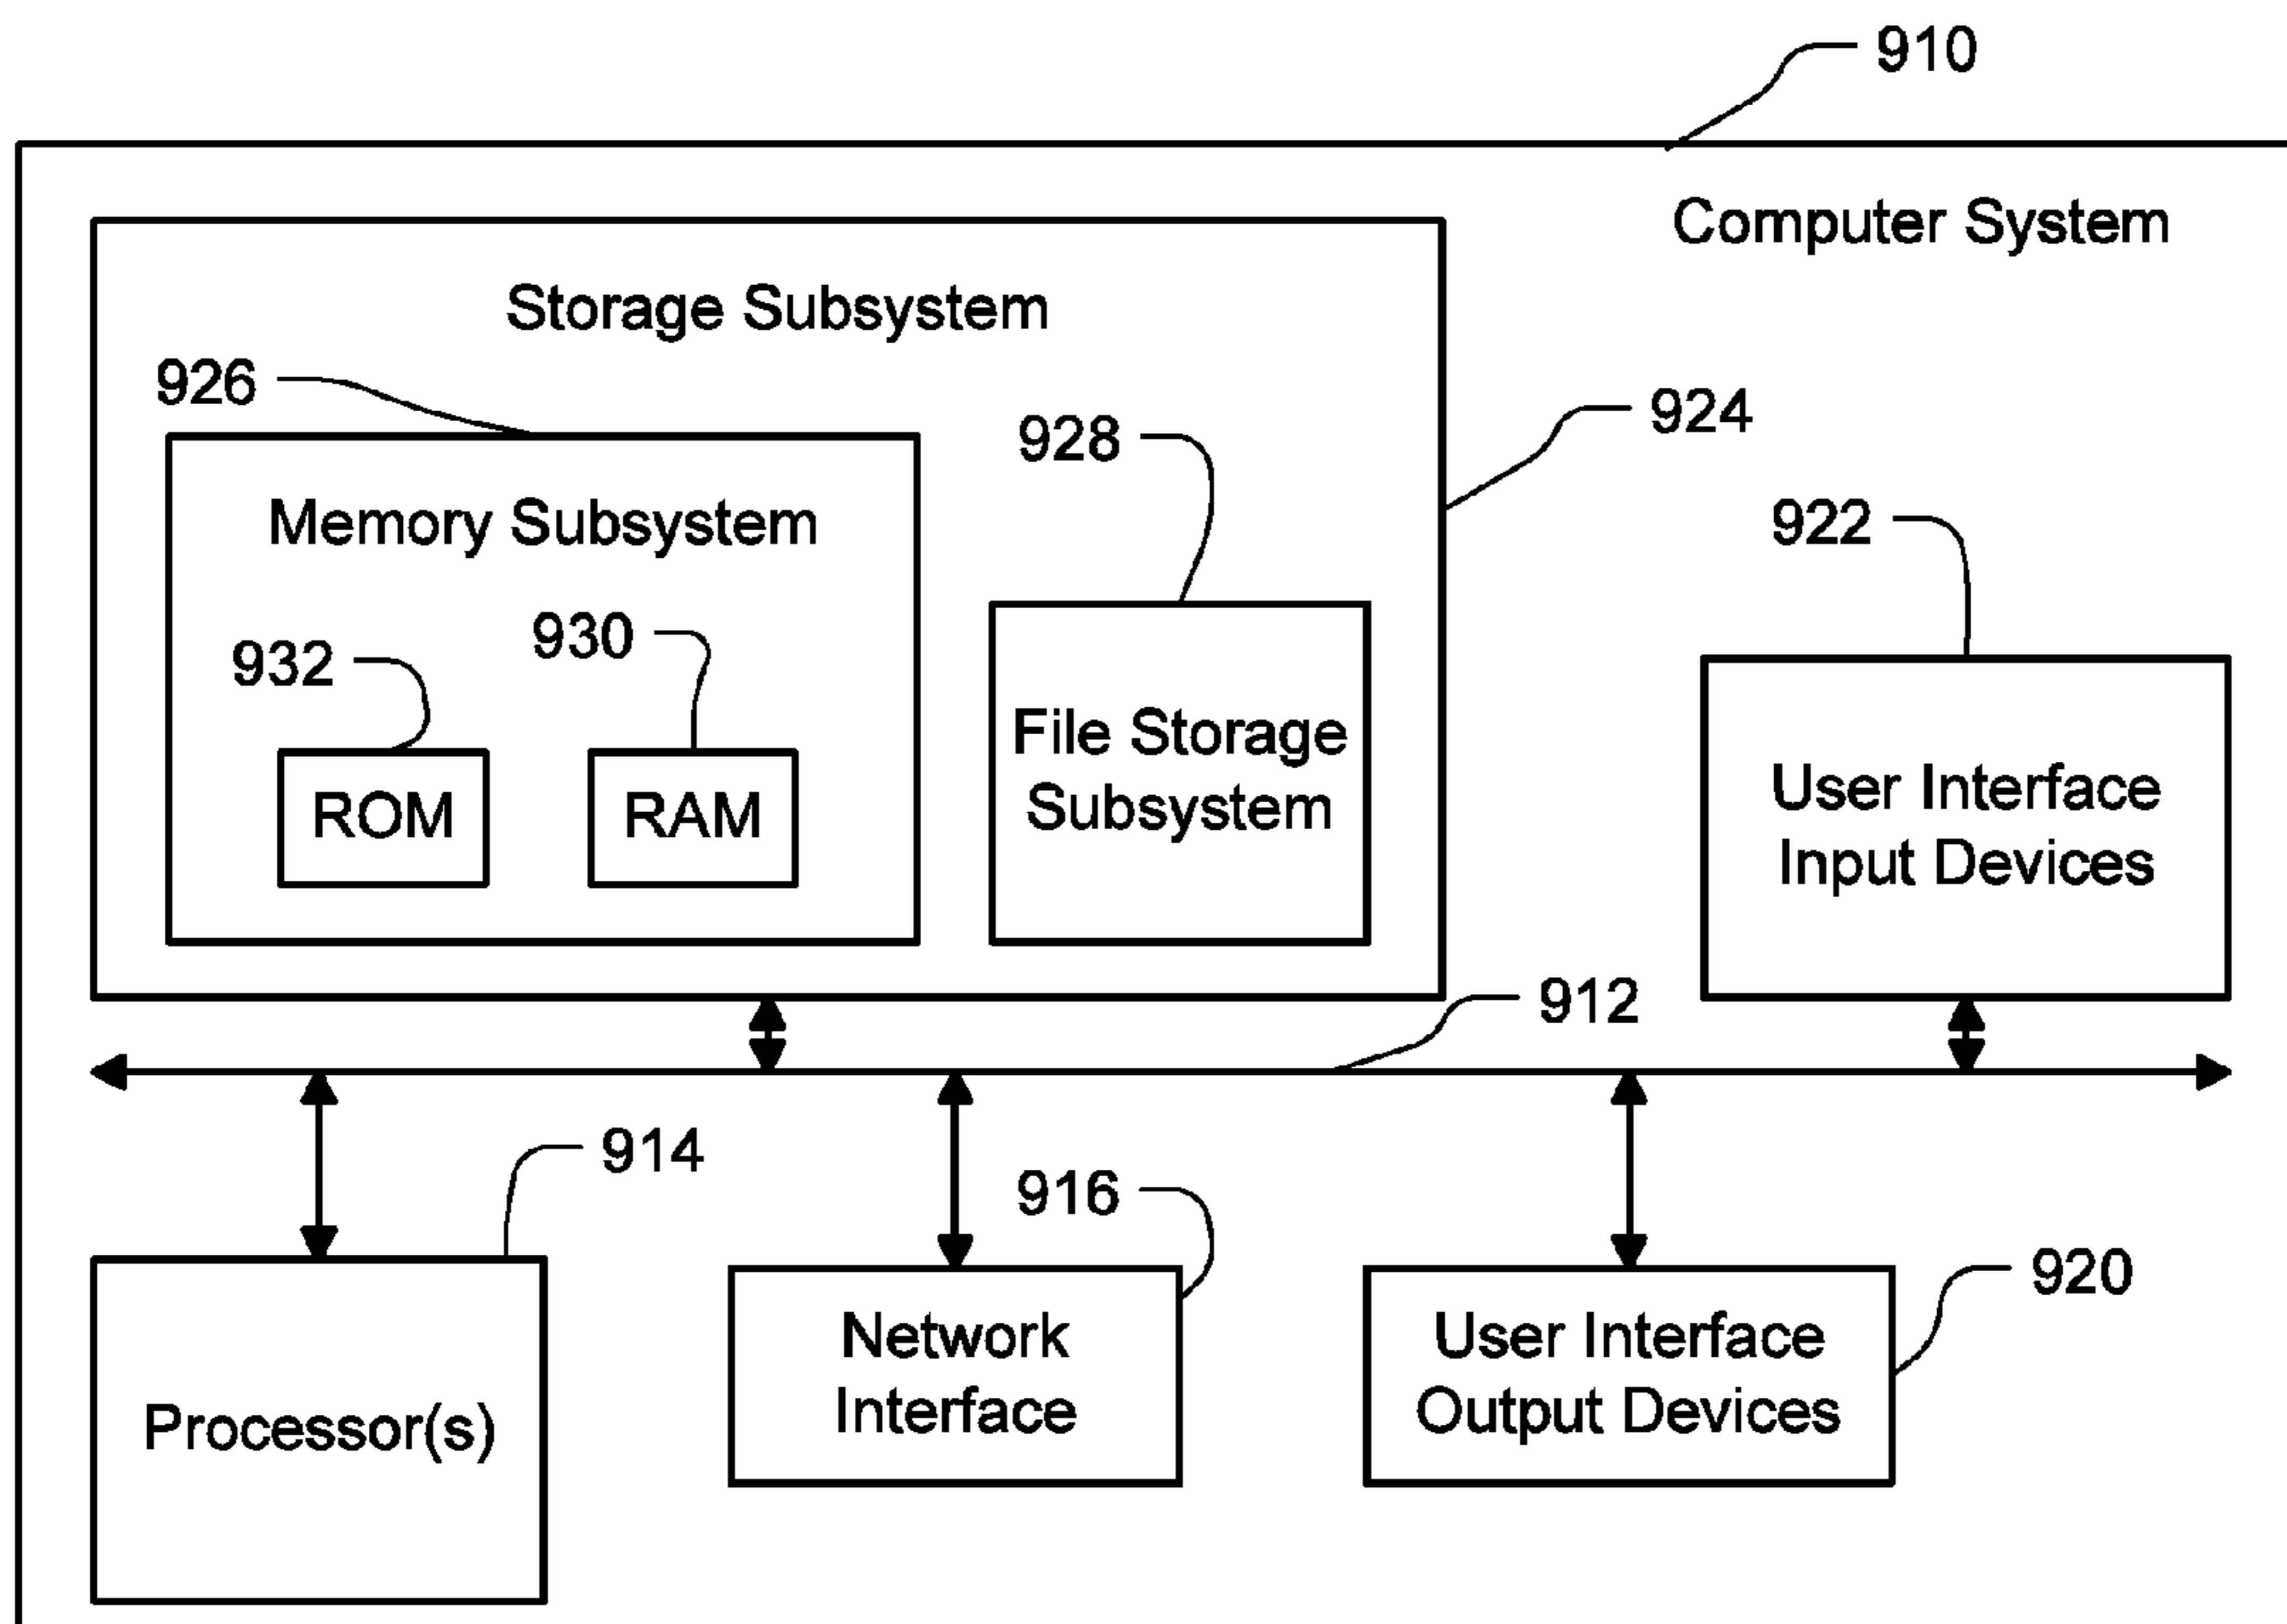 910
Computer System
Storage Subsystem
926
924
928
Memory Subsystem
922
930
932
File Storage
Subsystem
ROM
RAM
User Interface
Input Devices
912
914
916
920
Processor(s)
Network
Interface
User Interface
Output Devices